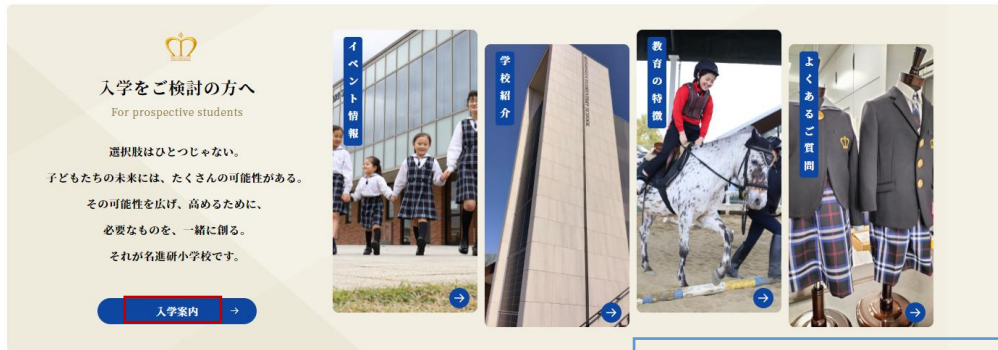 入学をご検討の方へ
For prospective students
選択肢はひとつじゃない。
子どもたちの未来には、たくさんの可能性がある。
その可能性を広げ、高めるために、
必要なものを、一緒に創る。
それが名進研小学校です。
入学案内
イベント情報
学校紹介
教育の特徴
よくあるご質問